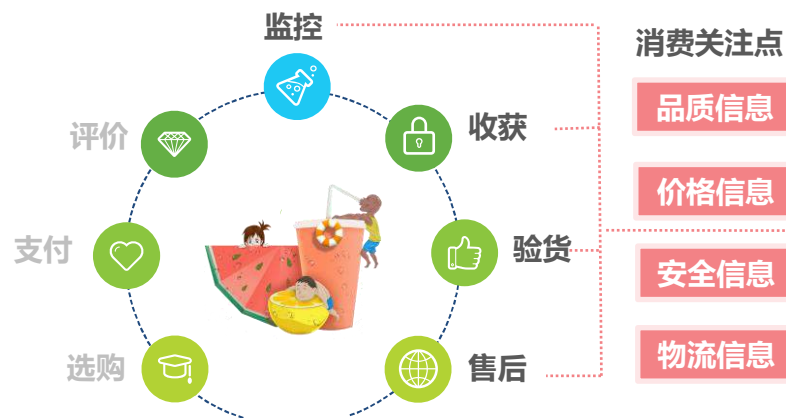 监控
消费关注点
评价
收获
品质信息
价格信息
支付
验货
安全信息
选购
售后
物流信息